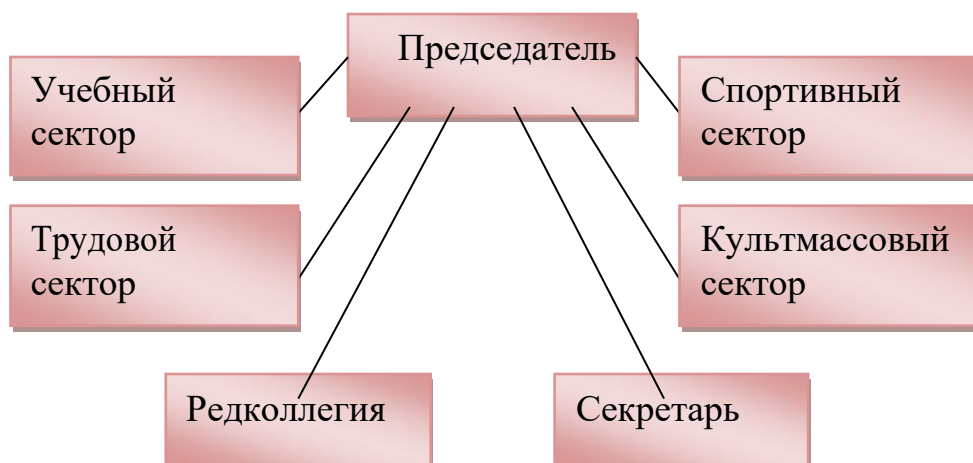 Председатель
Учебный
сектор
Спортивный
сектор
Трудовой
сектор
Культмассовый
сектор
Редколлегия
Секретарь